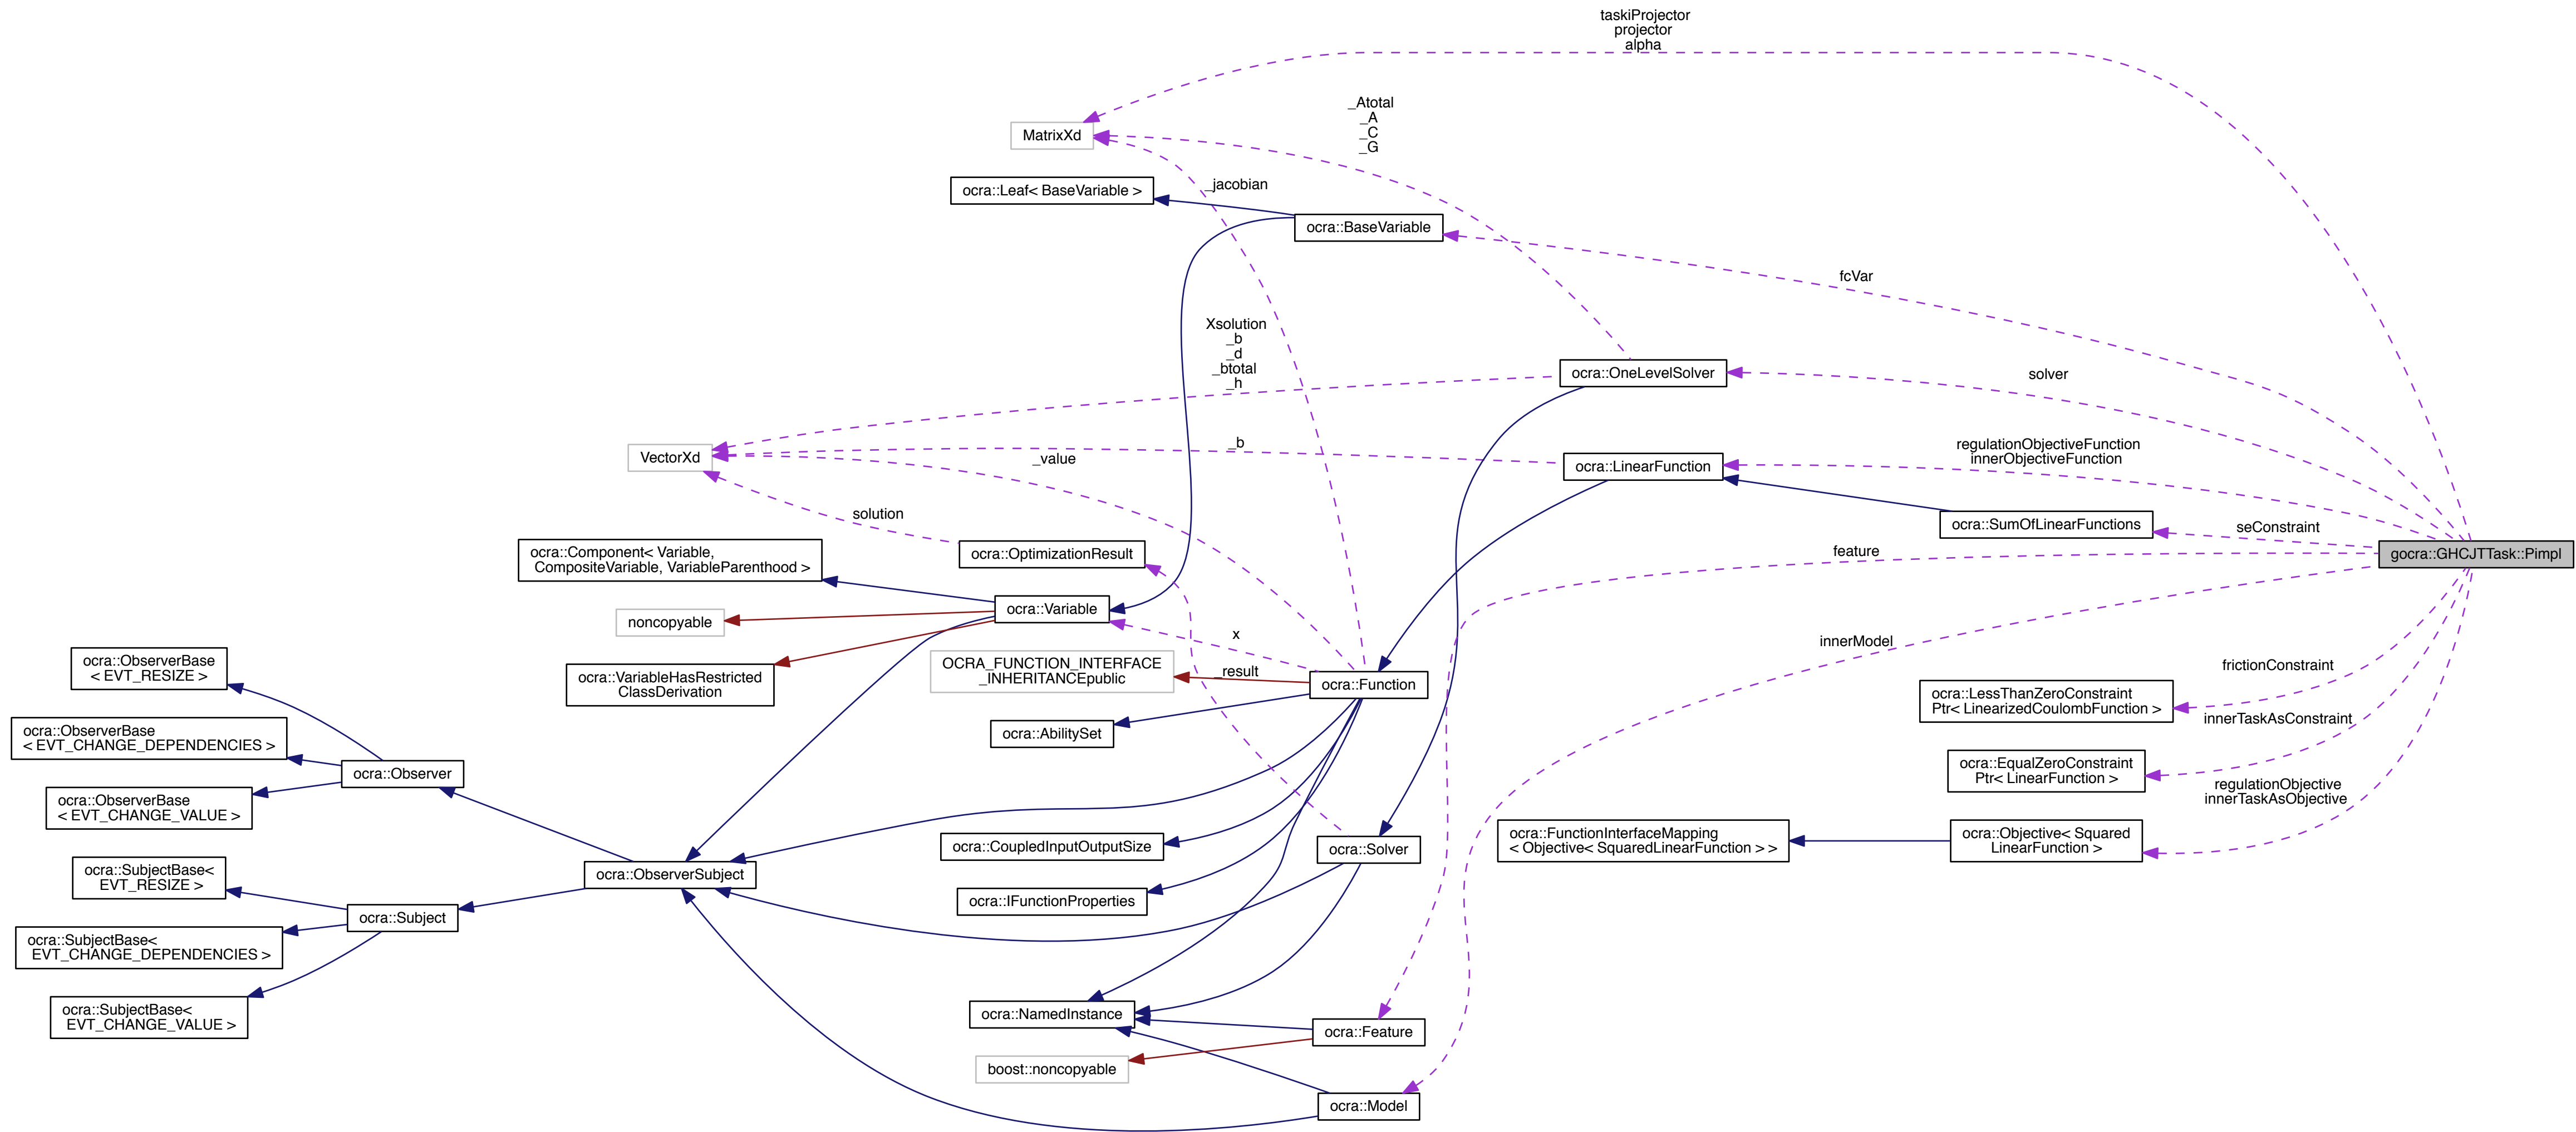 taskiProjector
projector
alpha
_Atotal
_A
_C
_G
MatrixXd
_jacobian
ocra::Leaf< BaseVariable >
ocra::BaseVariable
fcVar
Xsolution
_b
_d
_btotal
_h
ocra::OneLevelSolver
solver
_b
regulationObjectiveFunction
innerObjectiveFunction
VectorXd
_value
ocra::LinearFunction
solution
ocra::SumOfLinearFunctions
seConstraint
ocra::Component< Variable,
CompositeVariable, VariableParenthood >
ocra::OptimizationResult
feature
gocra::GHCJTTask::Pimpl
ocra::Variable
noncopyable
x
innerModel
ocra::ObserverBase
< EVT_RESIZE >
ocra::VariableHasRestricted
ClassDerivation
OCRA_FUNCTION_INTERFACE
_INHERITANCEpublic
_result
ocra::Function
frictionConstraint
ocra::LessThanZeroConstraint
Ptr< LinearizedCoulombFunction >
ocra::ObserverBase
< EVT_CHANGE_DEPENDENCIES >
ocra::AbilitySet
innerTaskAsConstraint
ocra::Observer
ocra::EqualZeroConstraint
Ptr< LinearFunction >
ocra::ObserverBase
< EVT_CHANGE_VALUE >
regulationObjective
innerTaskAsObjective
ocra::CoupledInputOutputSize
ocra::Solver
ocra::FunctionInterfaceMapping
< Objective< SquaredLinearFunction > >
ocra::Objective< Squared
LinearFunction >
ocra::SubjectBase<
EVT_RESIZE >
ocra::ObserverSubject
ocra::IFunctionProperties
ocra::Subject
ocra::SubjectBase<
EVT_CHANGE_DEPENDENCIES >
ocra::SubjectBase<
EVT_CHANGE_VALUE >
ocra::NamedInstance
ocra::Feature
boost::noncopyable
ocra::Model